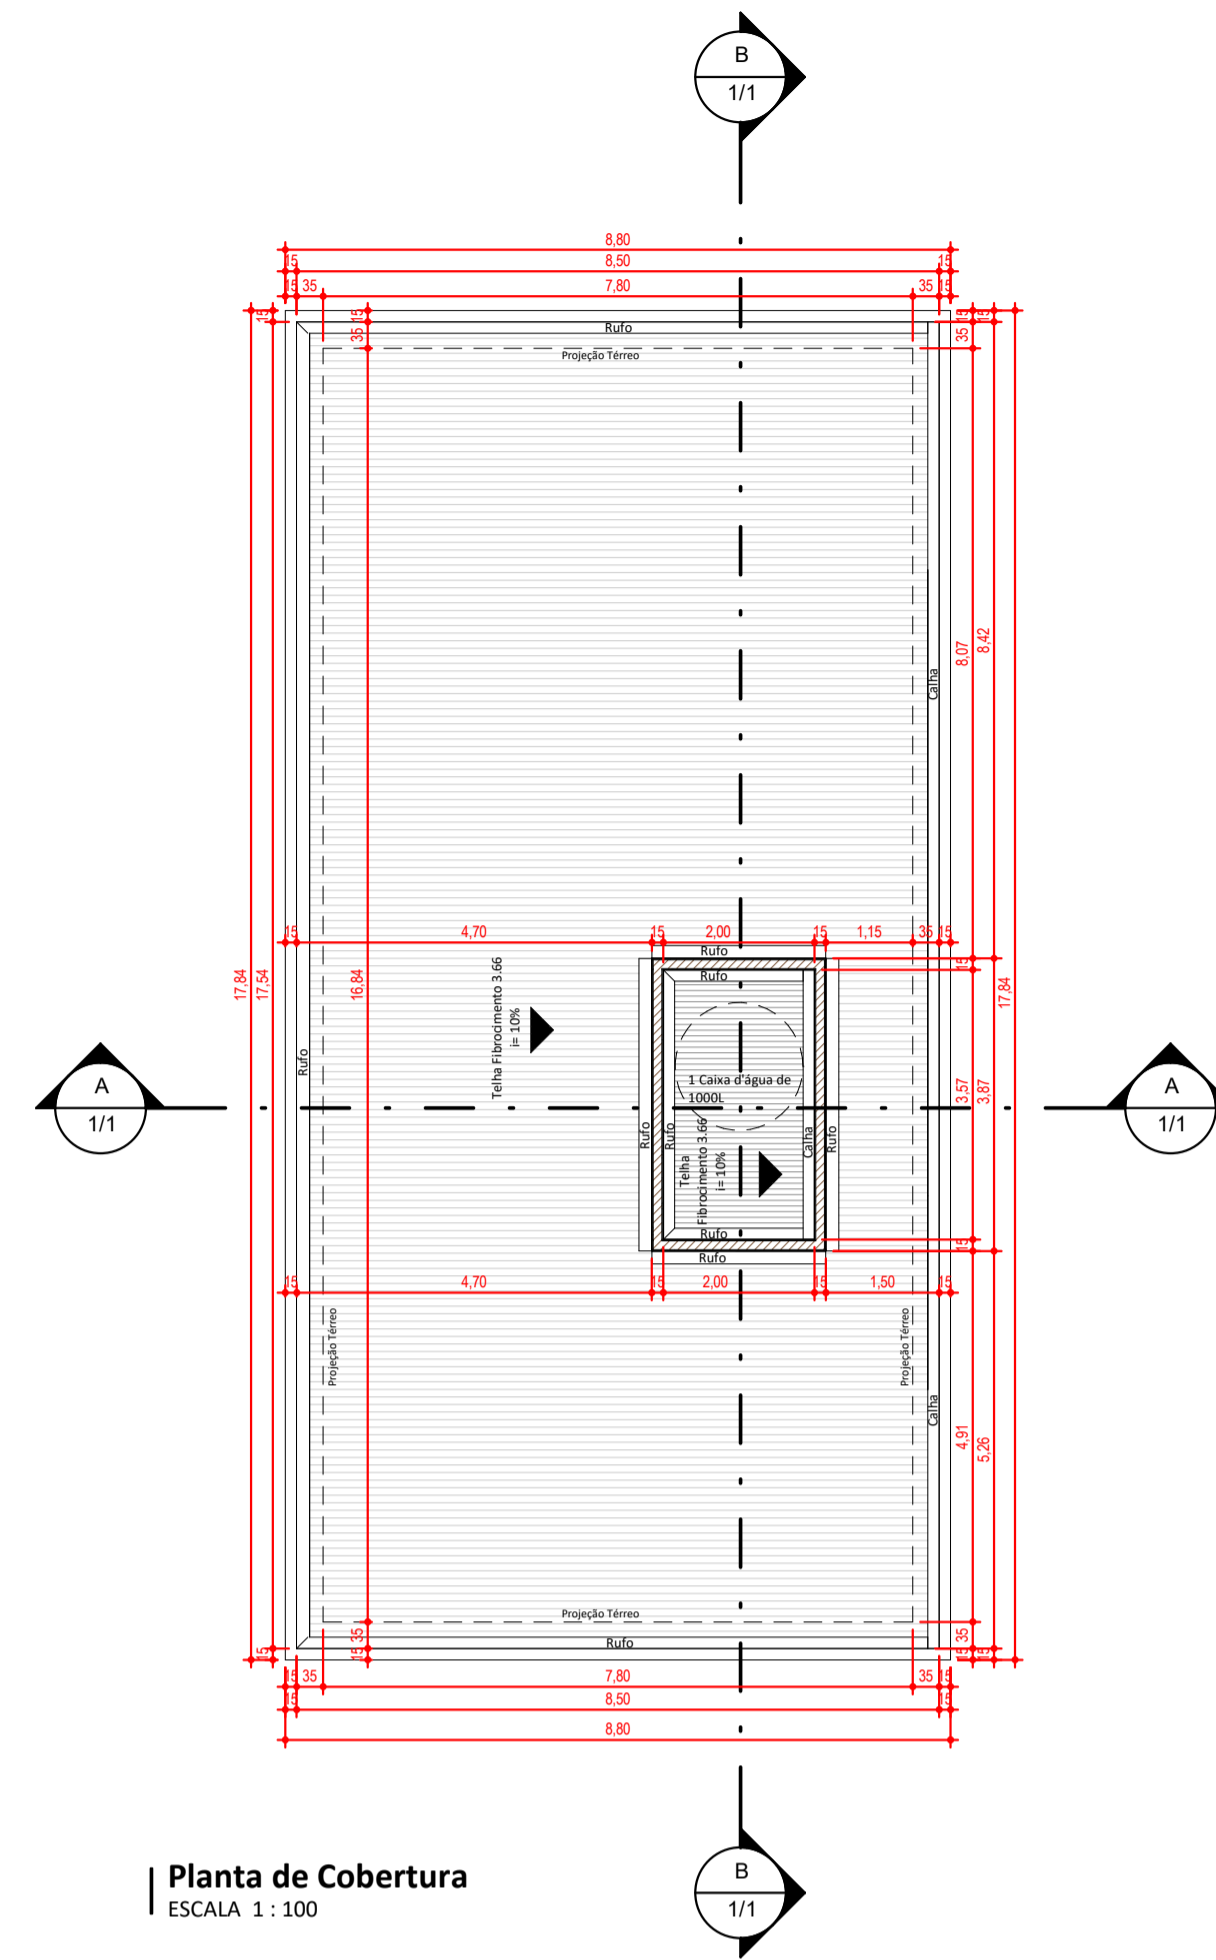 B
1/1
8,80
15
8,50
15
15
35
7,80
35
15
15
15
35
Rufo
Projeção Térreo
15
15
35
8,07
8,42
Calha
15
4,70
15
2,00
15
1,15
35
15
17,84
17,54
16,84
Rufo
Telha Fibrocimento 3.66
i= 10%
Rufo
Rufo
1 Caixa d'água de
1000L
Rufo
Rufo
Telha
Fibrocimento 3.66
i= 10%
Calha
Rufo
Rufo
Rufo
15
3,57
3,87
15
17,84
A
1/1
A
1/1
15
4,70
15
2,00
15
1,50
15
Projeção Térreo
Projeção Térreo
Calha
4,91
5,26
Projeção Térreo
Rufo
15
35
15
35
15
15
15
35
7,80
35
15
15
8,50
15
8,80
Planta de Cobertura
ESCALA 1 : 100
B
1/1